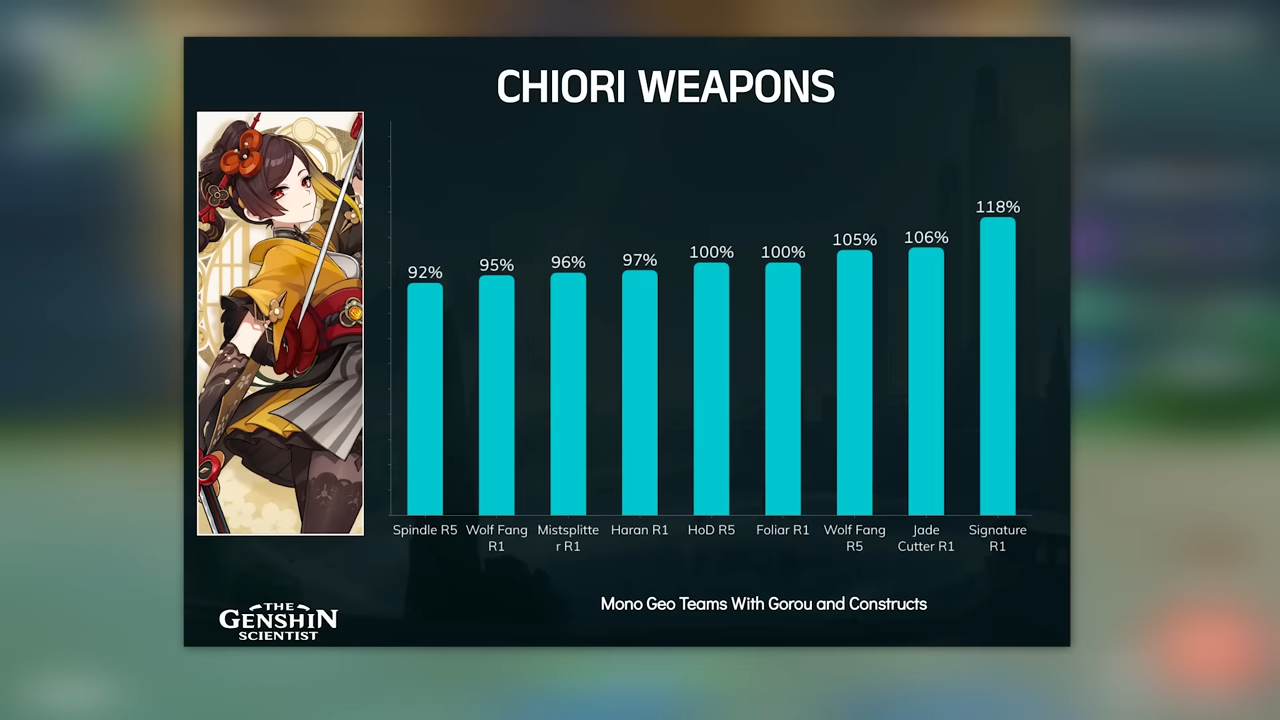 CHIORI WEAPONS
118%
106%
105%
100%
100%
97%
96%
95%
92%
Spindle R5
Wolf Fang
R1
Mistsplitte
r R1
Haran R1
HoD R5
Foliar R1
Wolf Fang
R5
Jade
Cutter R1
Signature
R1
Mono Geo Teams With Gorou and Constructs
THE
GENSHIN
SCIENTIST